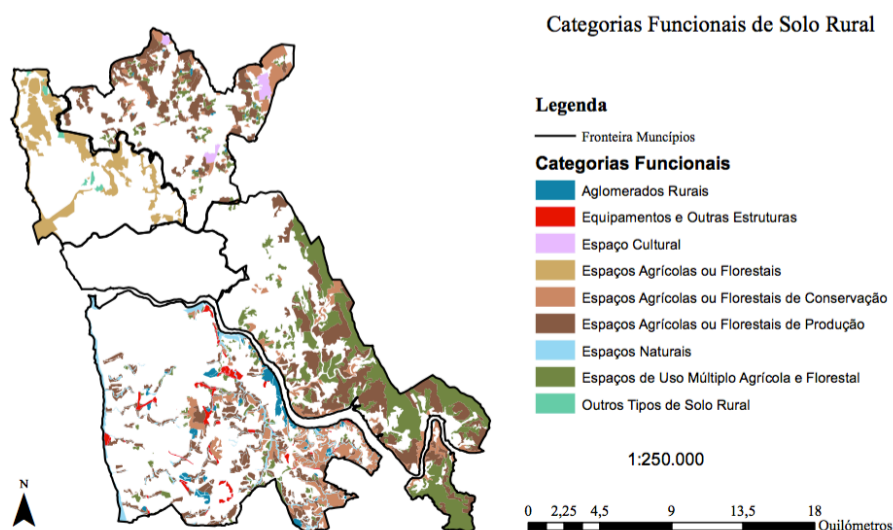 Categorias Funcionais de Solo Rural
Legenda
Fronteira Muncípios
Categorias Funcionais
Aglomerados Rurais
Equipamentos e Outras Estruturas
Espaço Cultural
Espaços Agrícolas ou Florestais
Espaços Agrícolas ou Florestais de Conservação
Espaços Agrícolas ou Florestais de Produção
Espaços Naturais
Espaços de Uso Múltiplo Agrícola e Florestal
Outros Tipos de Solo Rural
1:250.000
N
0 2,25 4,5 9 13,5 18
Quilómetros